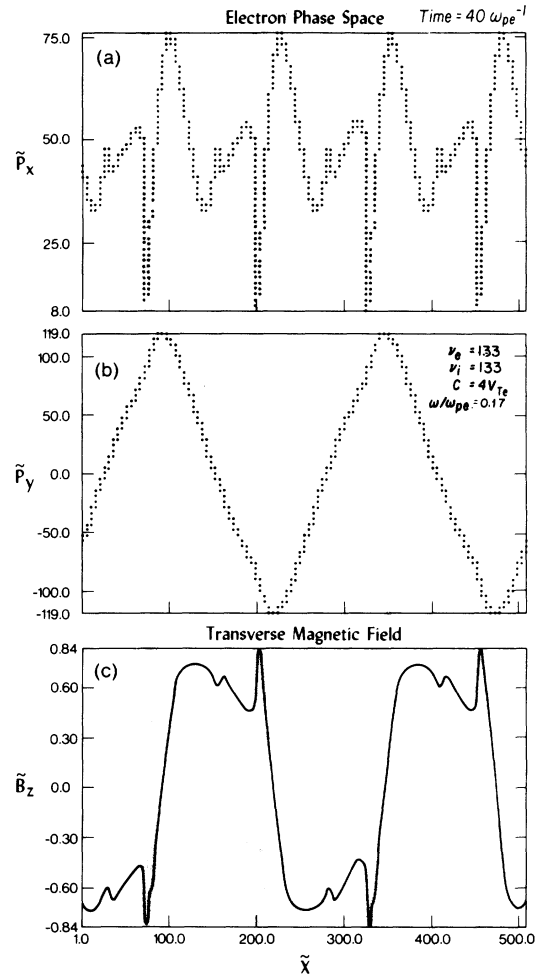 Electron Phase Space
Time = 40 ω_pe^-1
(a)
75.0
50.0
25.0
8.0
P̃x
(b)
119.0
100.0
50.0
0.0
-50.0
-100.0
-119.0
P̃y
νe = 133
νi = 133
C = 4VTe
ω/ωpe = 0.17
Transverse Magnetic Field
(c)
0.84
0.60
0.30
0.0
-0.30
-0.60
-0.84
B̃z
1.0 100.0 200.0 300.0 400.0 500.0
X̃